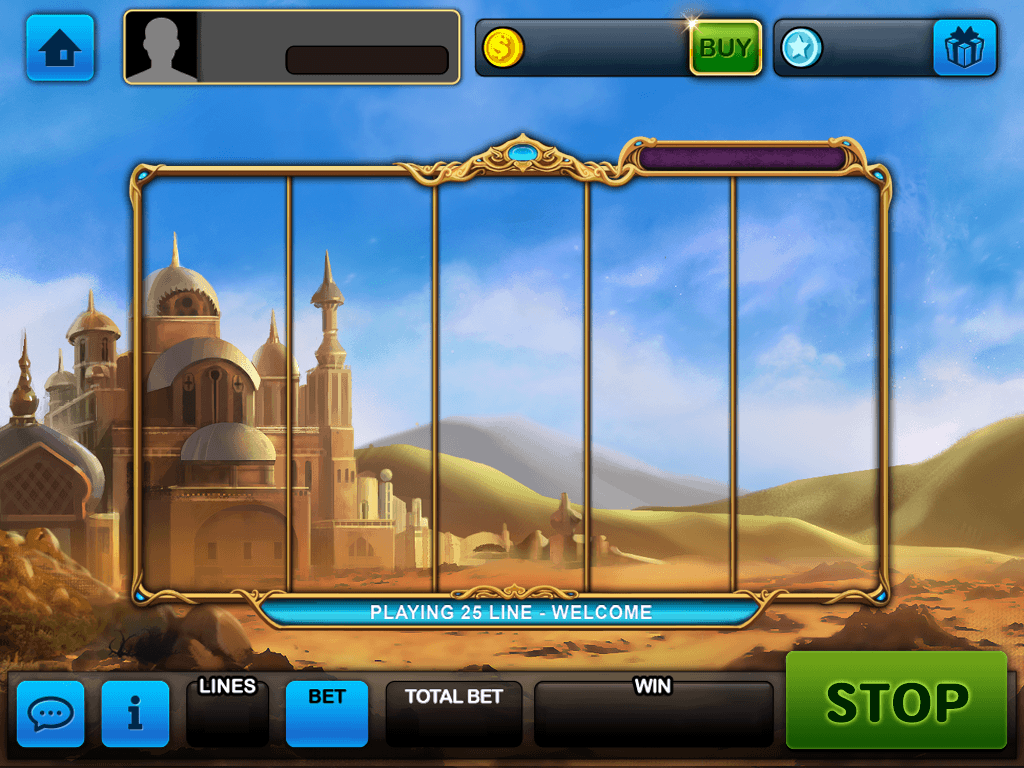 BUY
PLAYING 25 LINE - WELCOME
LINES
BET
TOTAL BET
WIN
STOP